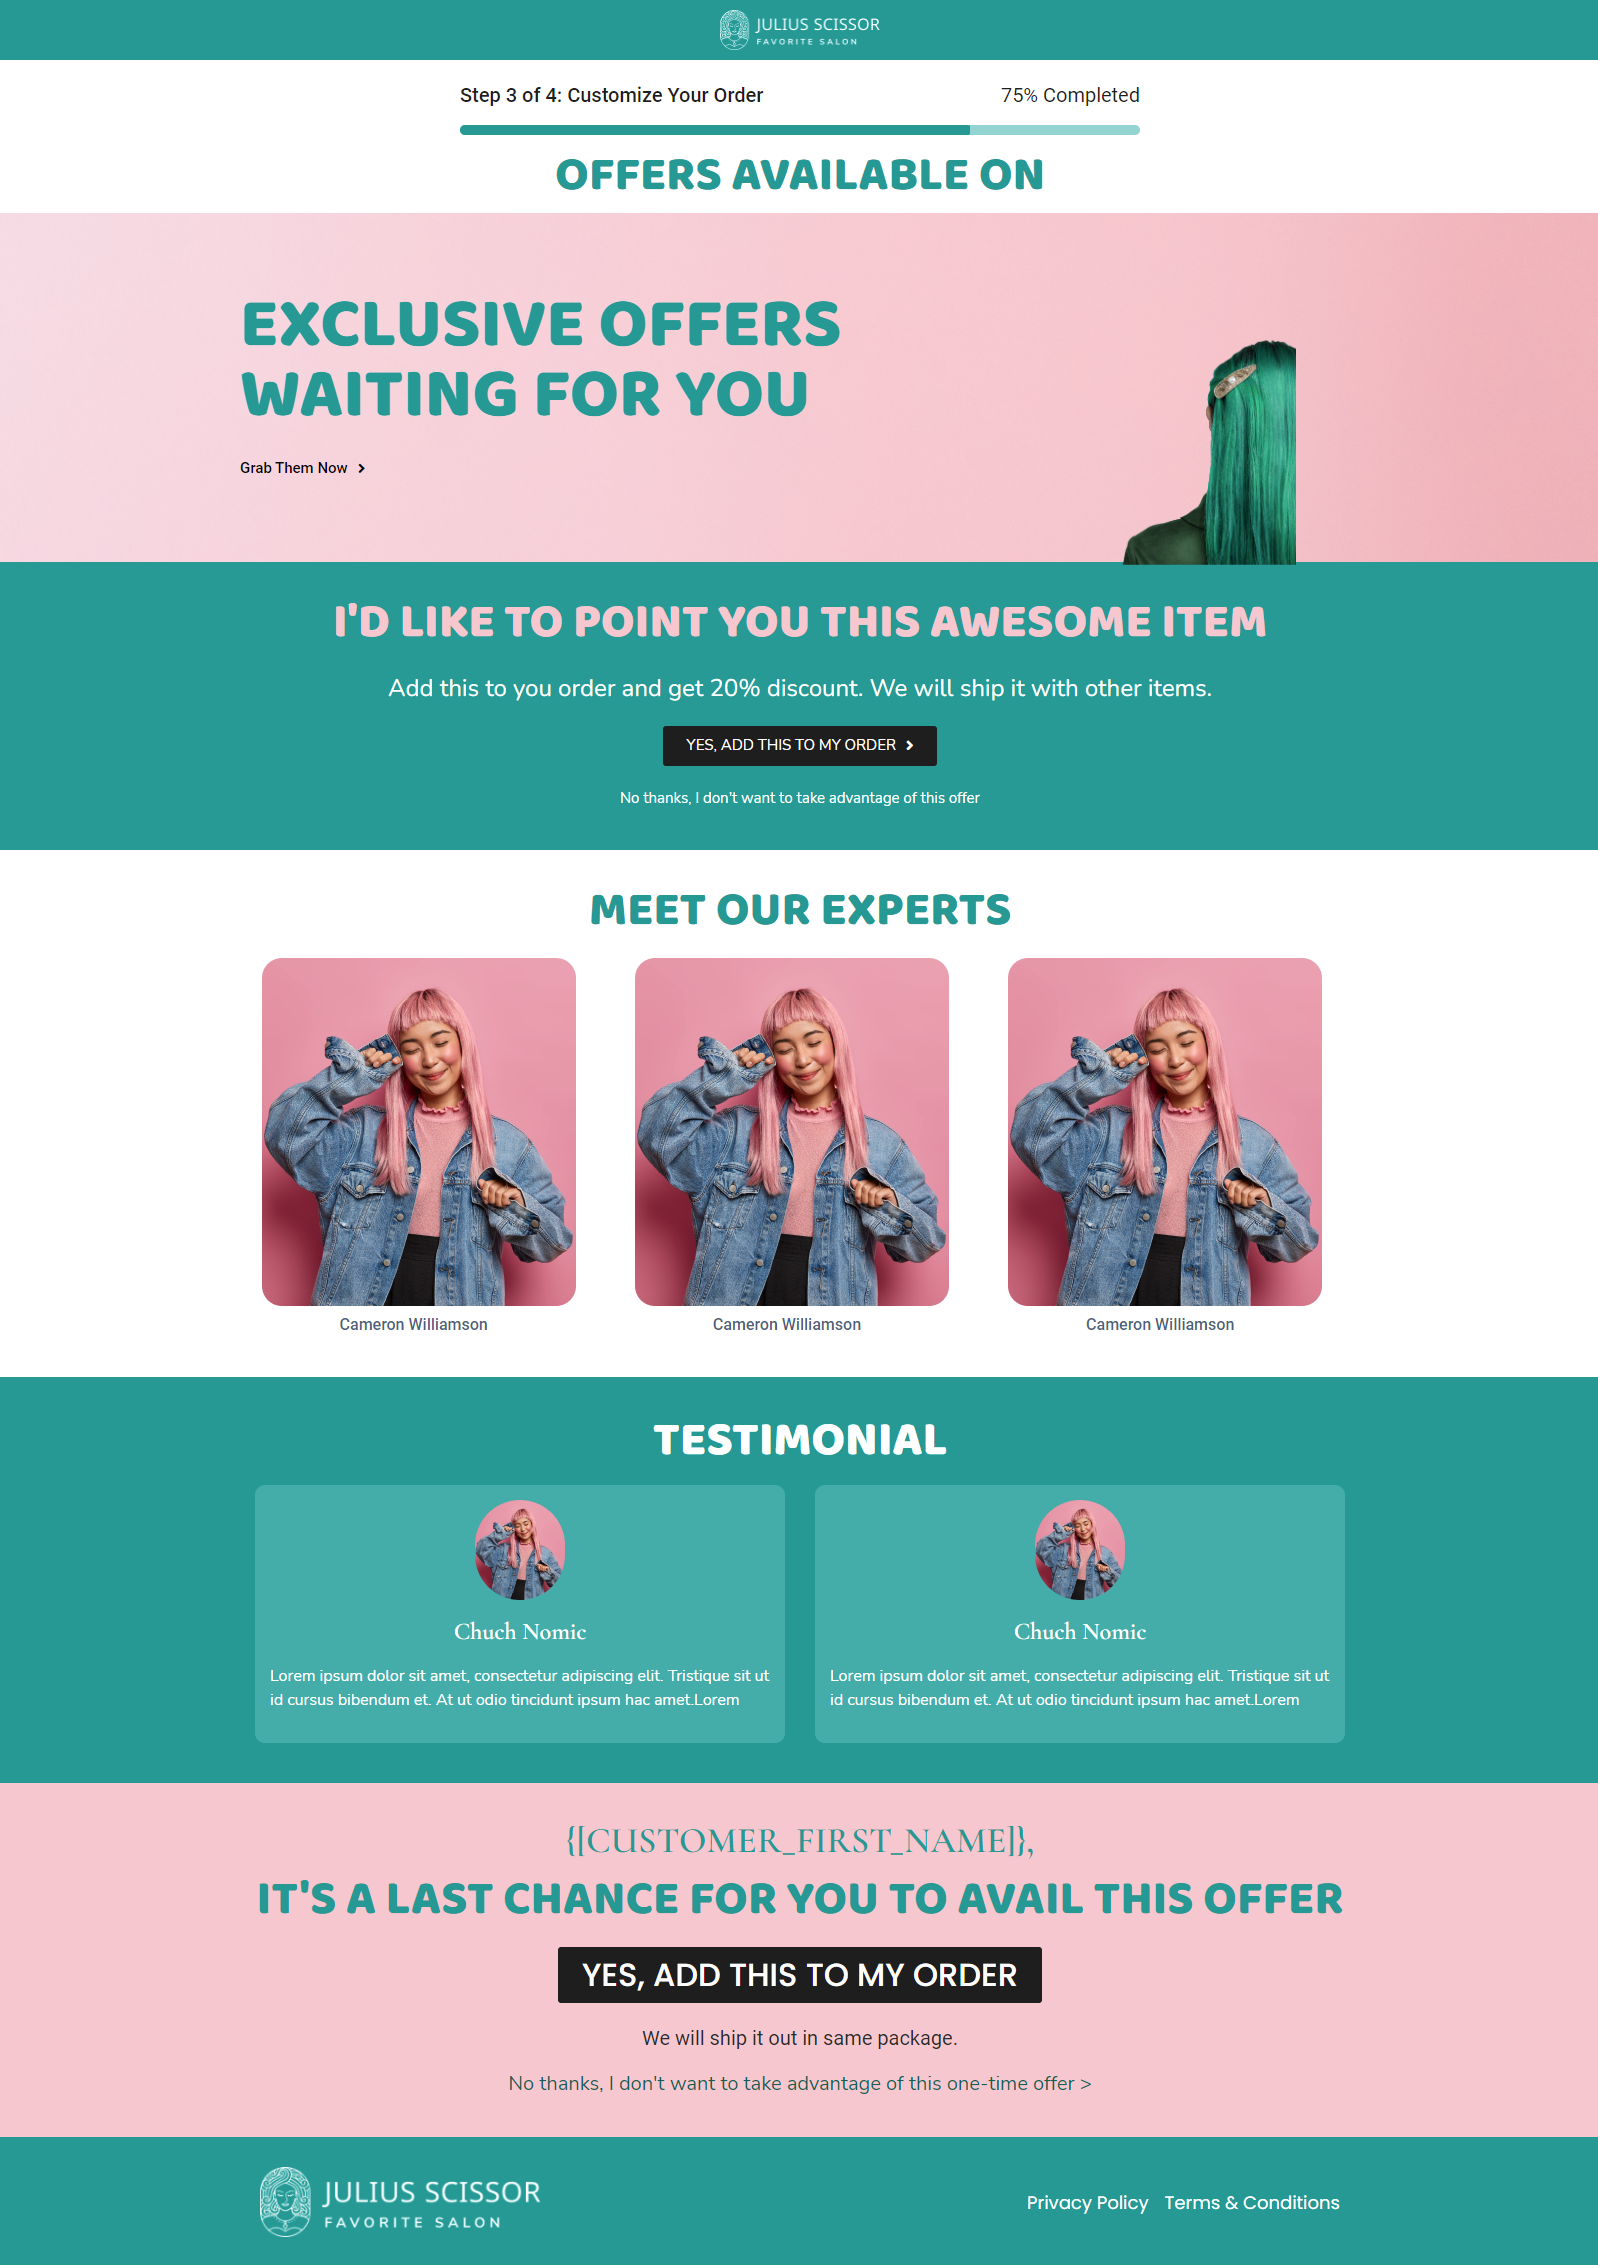 JULIUS SCISSOR
FAVORITE SALON
Step 3 of 4: Customize Your Order
75% Completed
OFFERS AVAILABLE ON
EXCLUSIVE OFFERS
WAITING FOR YOU
Grab Them Now
I'D LIKE TO POINT YOU THIS AWESOME ITEM
Add this to you order and get 20% discount. We will ship it with other items.
YES, ADD THIS TO MY ORDER
No thanks, I don't want to take advantage of this offer
MEET OUR EXPERTS
Cameron Williamson
Cameron Williamson
Cameron Williamson
TESTIMONIAL
Chuch Nomic
Lorem ipsum dolor sit amet, consectetur adipiscing elit. Tristique sit ut
id cursus bibendum et. At ut odio tincidunt ipsum hac amet.Lorem
Chuch Nomic
Lorem ipsum dolor sit amet, consectetur adipiscing elit. Tristique sit ut
id cursus bibendum et. At ut odio tincidunt ipsum hac amet.Lorem
{[CUSTOMER_FIRST_NAME]},
IT'S A LAST CHANCE FOR YOU TO AVAIL THIS OFFER
YES, ADD THIS TO MY ORDER
We will ship it out in same package.
No thanks, I don't want to take advantage of this one-time offer >
JULIUS SCISSOR
FAVORITE SALON
Privacy Policy
Terms & Conditions